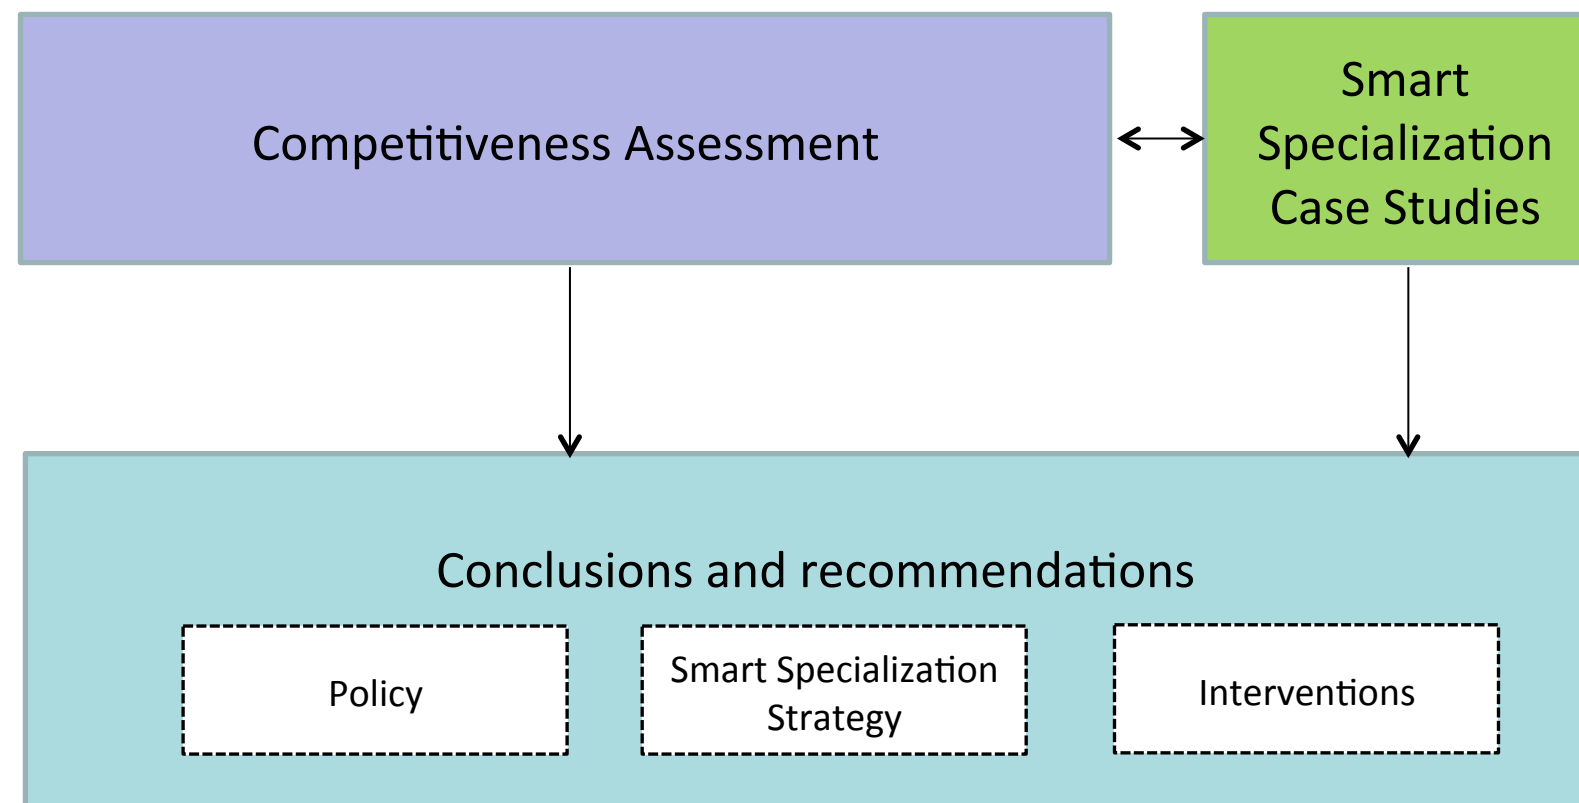 Competitiveness Assessment
Smart
Specialization
Case Studies
Conclusions and recommendations
Policy
Smart Specialization
Strategy
Interventions